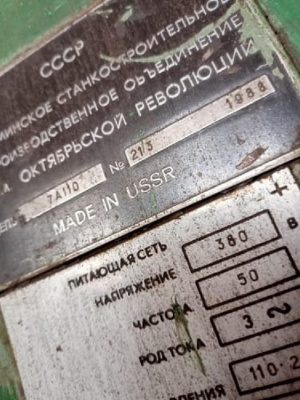 СССР
МИНСКОЕ СТАНКОСТРОИТЕЛЬНОЕ
ПРОИЗВОДСТВЕННОЕ ОБЪЕДИНЕНИЕ
ОКТЯБРЬСКОЙ РЕВОЛЮЦИИ
7А110 № 213 1988
MADE IN USSR
+
ПИТАЮЩАЯ СЕТЬ
НАПРЯЖЕНИЕ 380 В
ЧАСТОТА 50
РОД ТОКА 3 ~
110